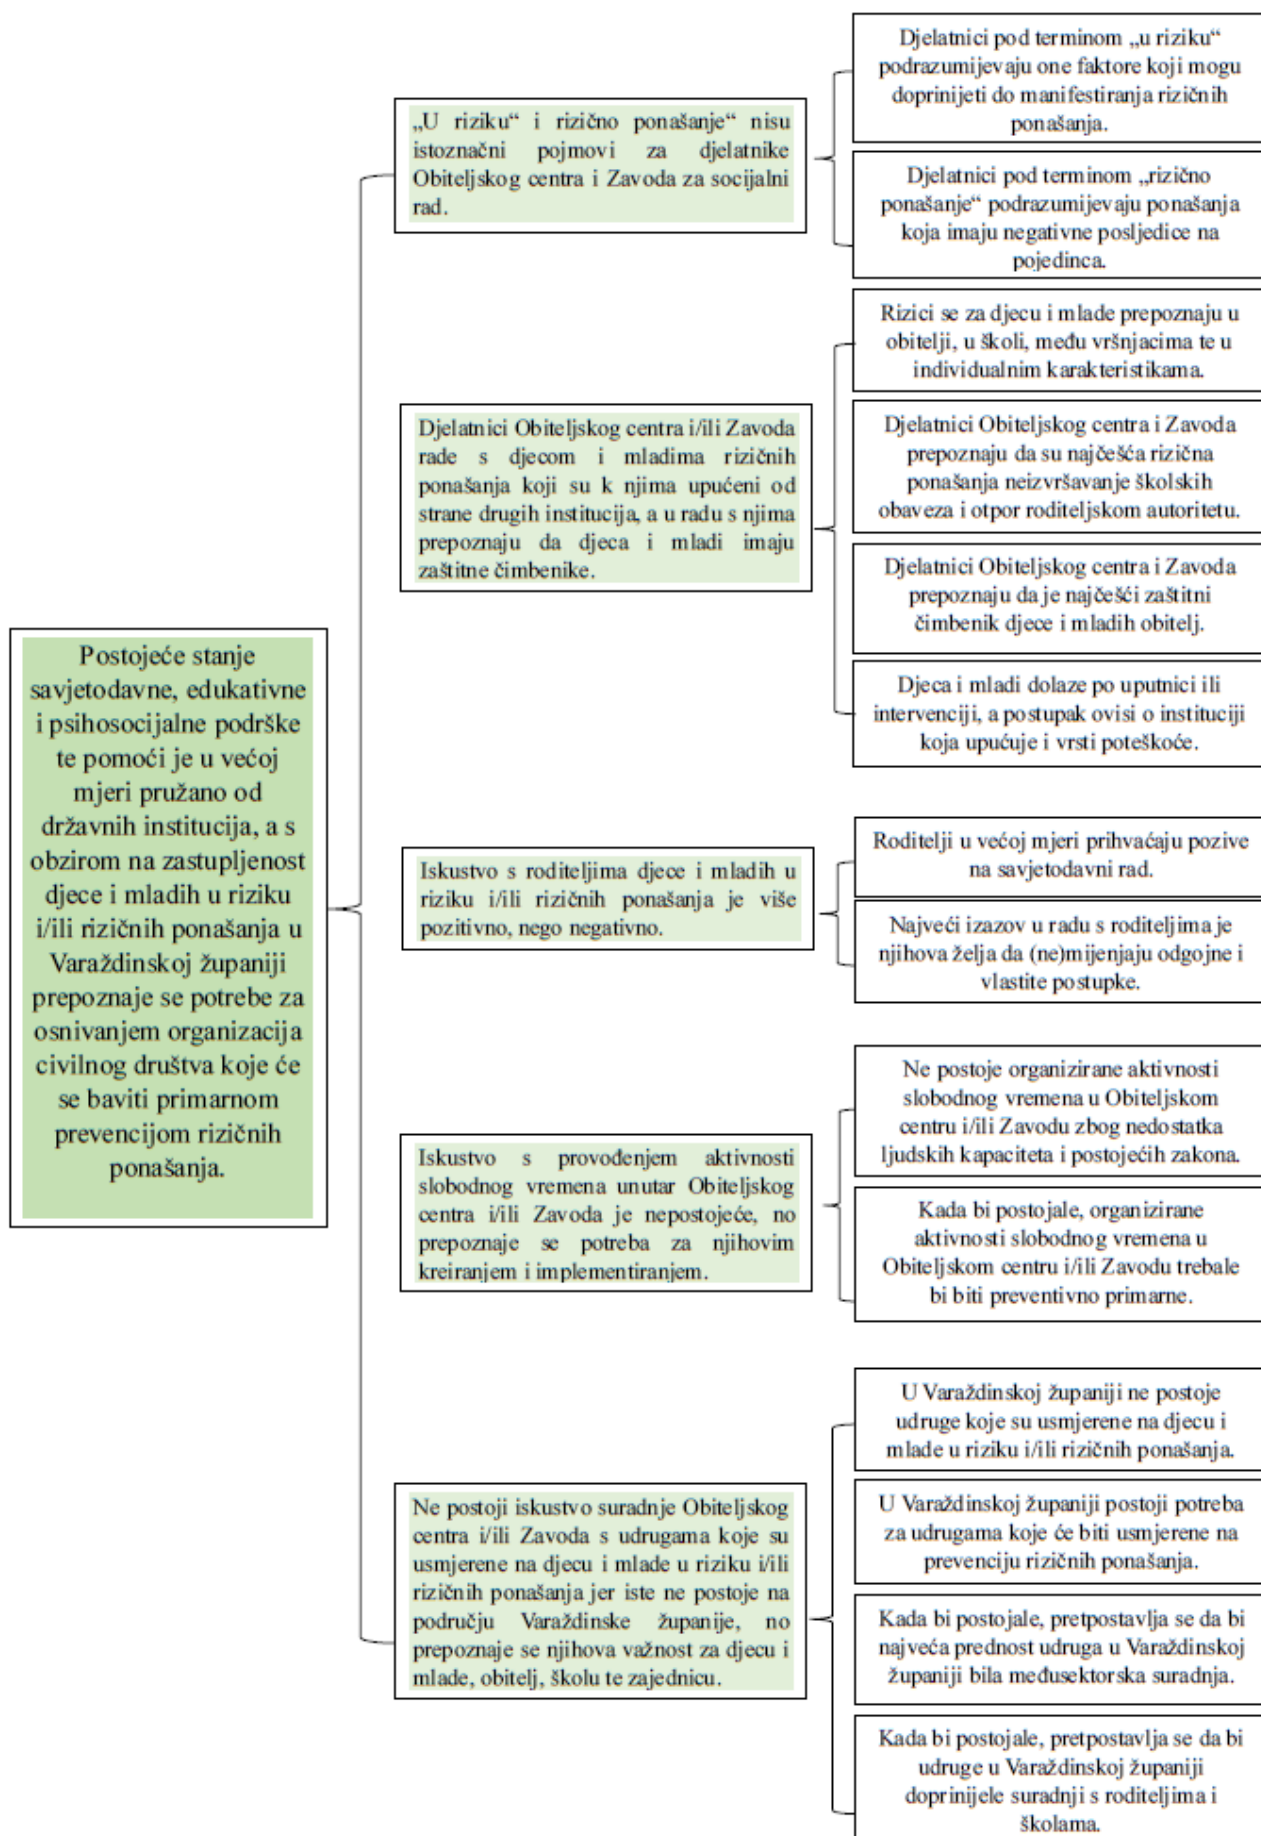 Postojeće stanje
savjetodavne, edukativne
i psihosocijalne podrške
te pomoći je u većoj
mjeri pružano od
državnih institucija, a s
obzirom na zastupljenost
djece i mladih u riziku
i/ili rizičnih ponašanja u
Varaždinskoj županiji
prepoznaje se potrebe za
osnivanjem organizacija
civilnog društva koje će
se baviti primarnom
prevencijom rizičnih
ponašanja.
„U riziku“ i rizično ponašanje“ nisu
istoznačni pojmovi za djelatnike
Obiteljskog centra i Zavoda za socijalni
rad.
Djelatnici pod terminom „u riziku“
podrazumijevaju one faktore koji mogu
doprinijeti do manifestiranja rizičnih
ponašanja.
Djelatnici pod terminom „rizično
ponašanje“ podrazumijevaju ponašanja
koja imaju negativne posljedice na
pojedinca.
Djelatnici Obiteljskog centra i/ili Zavoda
rade s djecom i mladima rizičnih
ponašanja koji su k njima upućeni od
strane drugih institucija, a u radu s njima
prepoznaju da djeca i mladi imaju
zaštitne čimbenike.
Rizici se za djecu i mlade prepoznaju u
obitelji, u školi, među vršnjacima te u
individualnim karakteristikama.
Djelatnici Obiteljskog centra i Zavoda
prepoznaju da su najčešća rizična
ponašanja neizvršavanje školskih
obaveza i otpor roditeljskom autoritetu.
Djelatnici Obiteljskog centra i Zavoda
prepoznaju da je najčešći zaštitni
čimbenik djece i mladih obitelj.
Djeca i mladi dolaze po uputnici ili
intervenciji, a postupak ovisi o instituciji
koja upućuje i vrsti poteškoće.
Iskustvo s roditeljima djece i mladih u
riziku i/ili rizičnih ponašanja je više
pozitivno, nego negativno.
Roditelji u većoj mjeri prihvaćaju pozive
na savjetodavni rad.
Najveći izazov u radu s roditeljima je
njihova želja da (ne)mijenjaju odgojne i
vlastite postupke.
Iskustvo s provođenjem aktivnosti
slobodnog vremena unutar Obiteljskog
centra i/ili Zavoda je nepostojeće, no
prepoznaje se potreba za njihovim
kreiranjem i implementiranjem.
Ne postoje organizirane aktivnosti
slobodnog vremena u Obiteljskom
centru i/ili Zavodu zbog nedostatka
ljudskih kapaciteta i postojećih zakona.
Kada bi postojale, organizirane
aktivnosti slobodnog vremena u
Obiteljskom centru i/ili Zavodu trebale
bi biti preventivno primarne.
Ne postoji iskustvo suradnje Obiteljskog
centra i/ili Zavoda s udrugama koje su
usmjerene na djecu i mlade u riziku i/ili
rizičnih ponašanja jer iste ne postoje na
području Varaždinske županije, no
prepoznaje se njihova važnost za djecu i
mlade, obitelj, školu te zajednicu.
U Varaždinskoj županiji ne postoje
udruge koje su usmjerene na djecu i
mlade u riziku i/ili rizičnih ponašanja.
U Varaždinskoj županiji postoji potreba
za udrugama koje će biti usmjerene na
prevenciju rizičnih ponašanja.
Kada bi postojale, pretpostavlja se da bi
najveća prednost udruga u Varaždinskoj
županiji bila međusektorska suradnja.
Kada bi postojale, pretpostavlja se da bi
udruge u Varaždinskoj županiji
doprinijele suradnji s roditeljima i
školama.